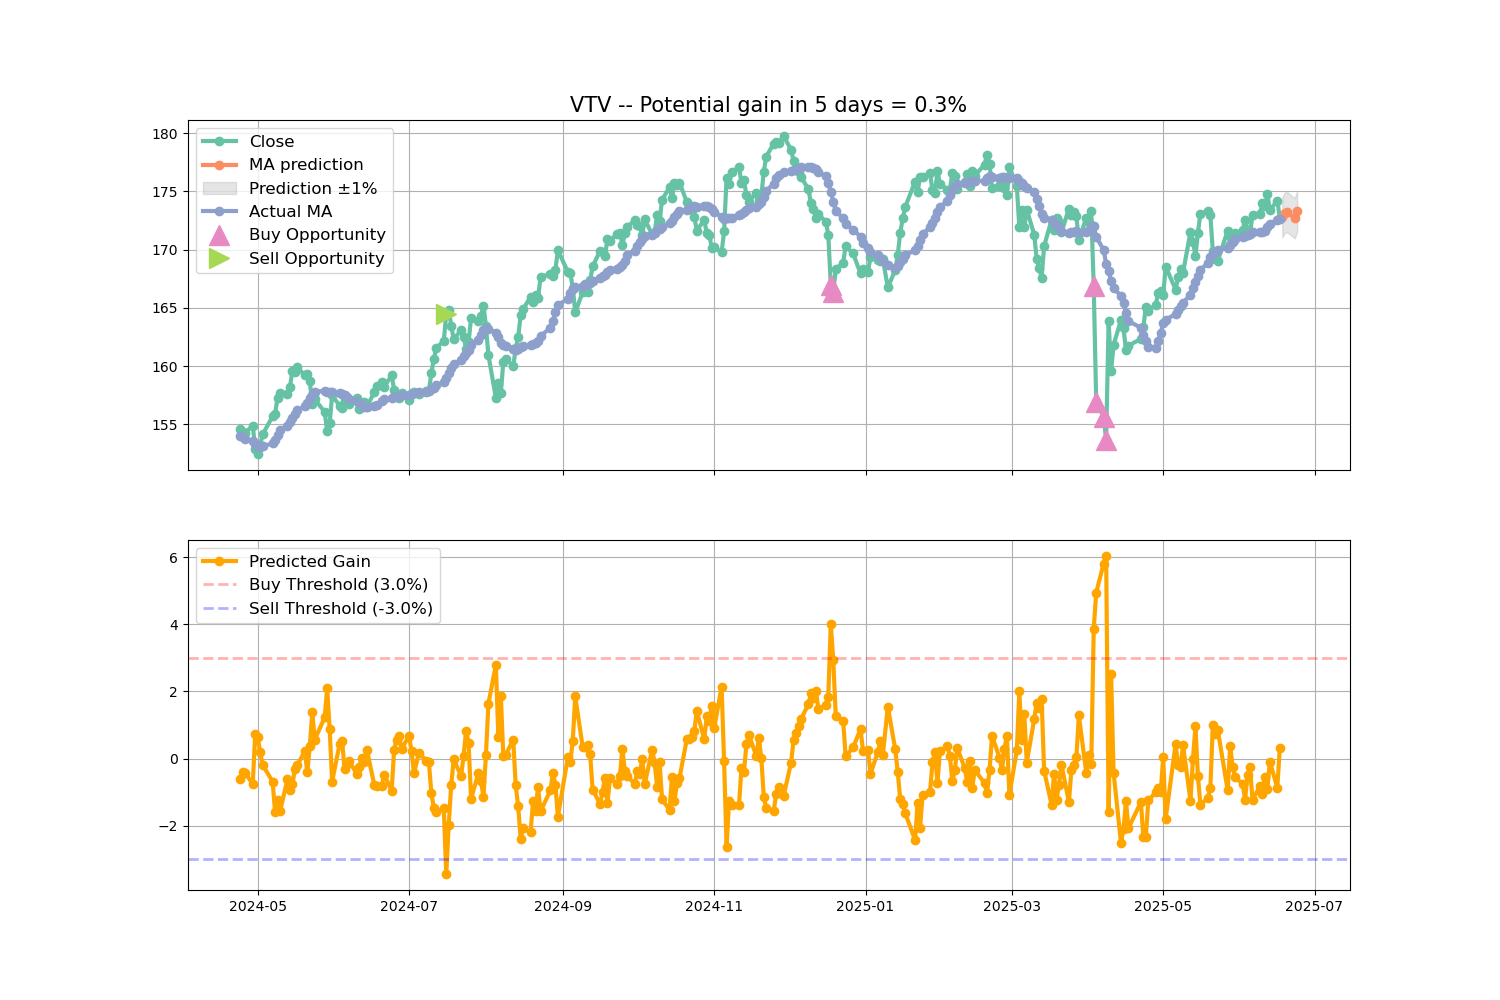 VTV -- Potential gain in 5 days = 0.3%
180
175
170
165
160
155
Close
MA prediction
Prediction ±1%
Actual MA
Buy Opportunity
Sell Opportunity
6
4
2
0
−2
Predicted Gain
Buy Threshold (3.0%)
Sell Threshold (-3.0%)
2024-05
2024-07
2024-09
2024-11
2025-01
2025-03
2025-05
2025-07